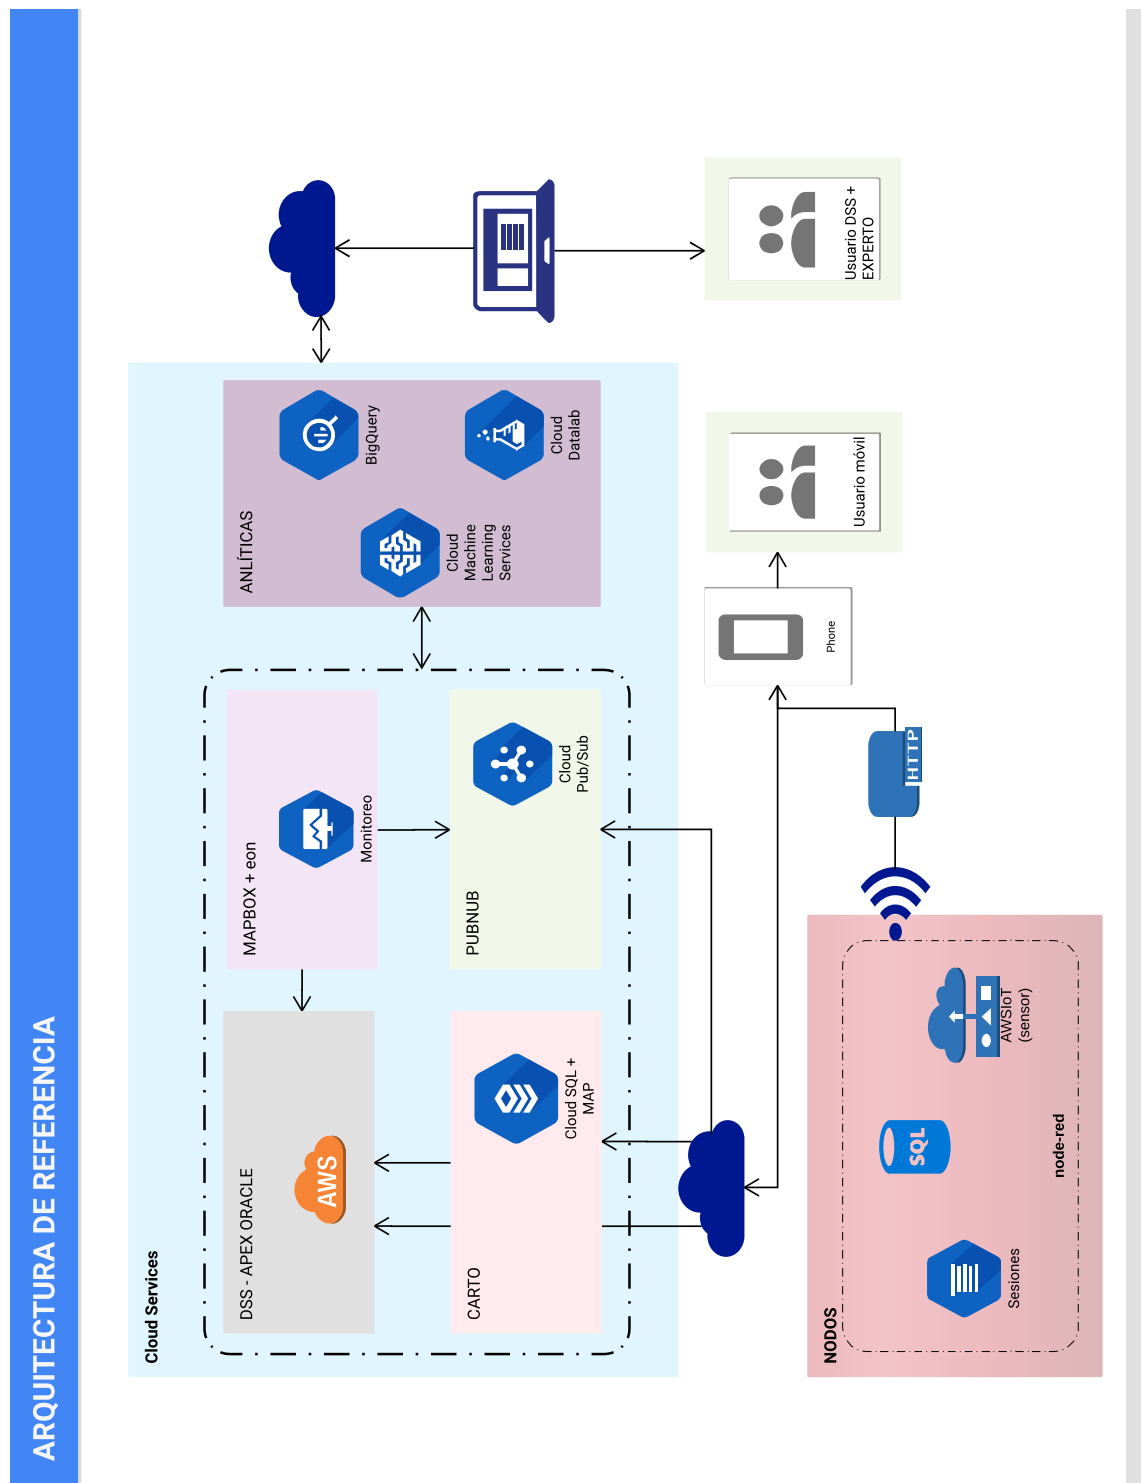 ARQUITECTURA DE REFERENCIA
Cloud Services
DSS - APEX ORACLE
AWS
MAPBOX + eon
Monitoreo
CARTO
Cloud SQL +
MAP
PUBNUB
Cloud
Pub/Sub
ANLÍTICAS
BigQuery
Cloud
Machine
Learning
Services
Cloud
Datalab
Usuario DSS +
EXPERTO
Usuario móvil
Phone
HTTP
NODOS
Sesiones
SQL
AWSIoT
(sensor)
node-red